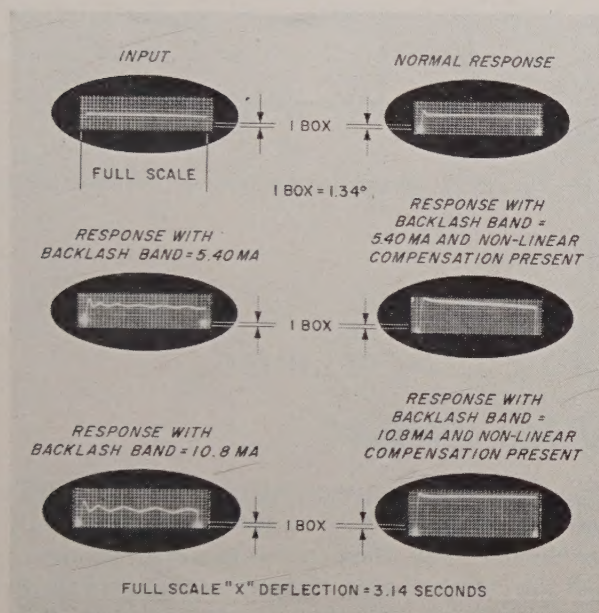 INPUT
NORMAL RESPONSE
1 BOX
FULL SCALE
1 BOX = 1.34°
RESPONSE WITH
BACKLASH BAND = 5.40 MA
RESPONSE WITH
BACKLASH BAND =
5.40 MA AND NON-LINEAR
COMPENSATION PRESENT
1 BOX
RESPONSE WITH
BACKLASH BAND = 10.8 MA
RESPONSE WITH
BACKLASH BAND =
10.8 MA AND NON-LINEAR
COMPENSATION PRESENT
1 BOX
FULL SCALE "X" DEFLECTION = 3.14 SECONDS